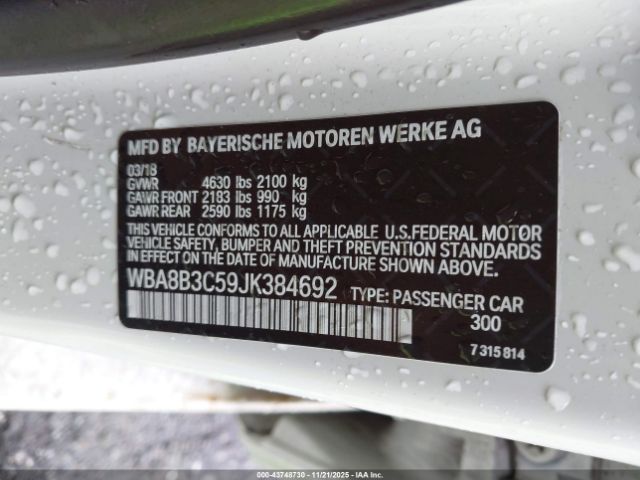 MFD BY BAYERISCHE MOTOREN WERKE AG
03/18
GVWR 4630 lbs 2100 kg
GAWR FRONT 2183 lbs 990 kg
GAWR REAR 2590 lbs 1175 kg
THIS VEHICLE CONFORMS TO ALL APPLICABLE U.S.FEDERAL MOTOR
VEHICLE SAFETY, BUMPER AND THEFT PREVENTION STANDARDS
IN EFFECT ON THE DATE OF MANUFACTURE SHOWN ABOVE.
WBA8B3C59JK384692 TYPE: PASSENGER CAR
300
7 315 814
000-43748730 - 11/21/2025 - IAA Inc.